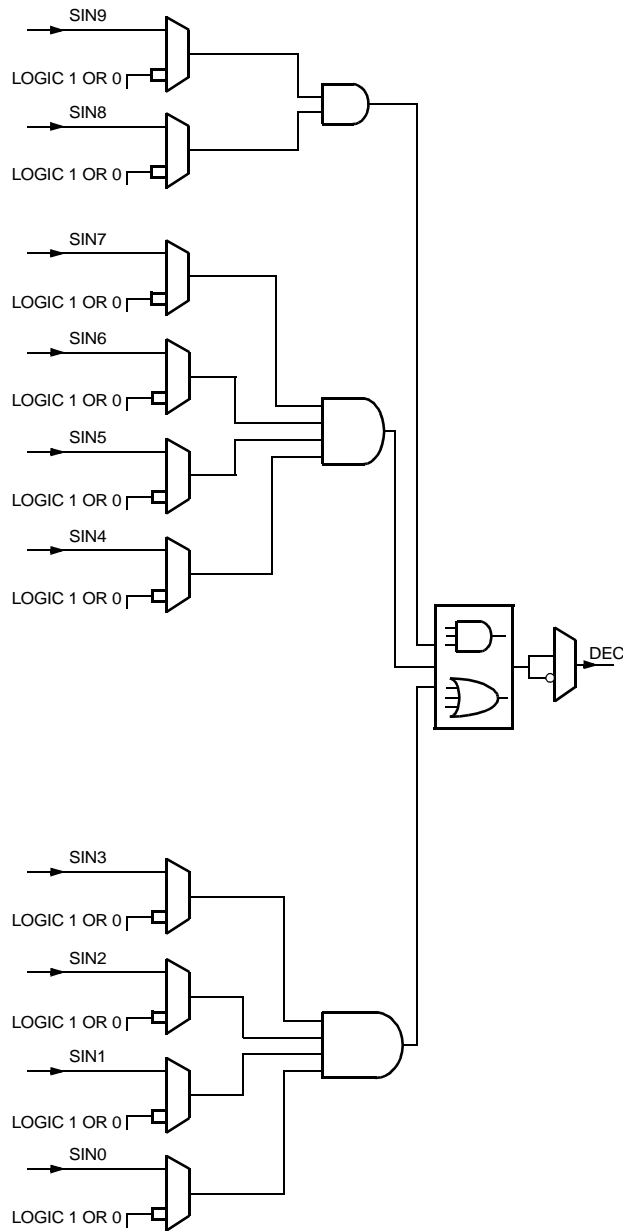 SIN9
LOGIC 1 OR 0
SIN8
LOGIC 1 OR 0
SIN7
LOGIC 1 OR 0
SIN6
LOGIC 1 OR 0
SIN5
LOGIC 1 OR 0
SIN4
LOGIC 1 OR 0
DEC
SIN3
LOGIC 1 OR 0
SIN2
LOGIC 1 OR 0
SIN1
LOGIC 1 OR 0
SIN0
LOGIC 1 OR 0